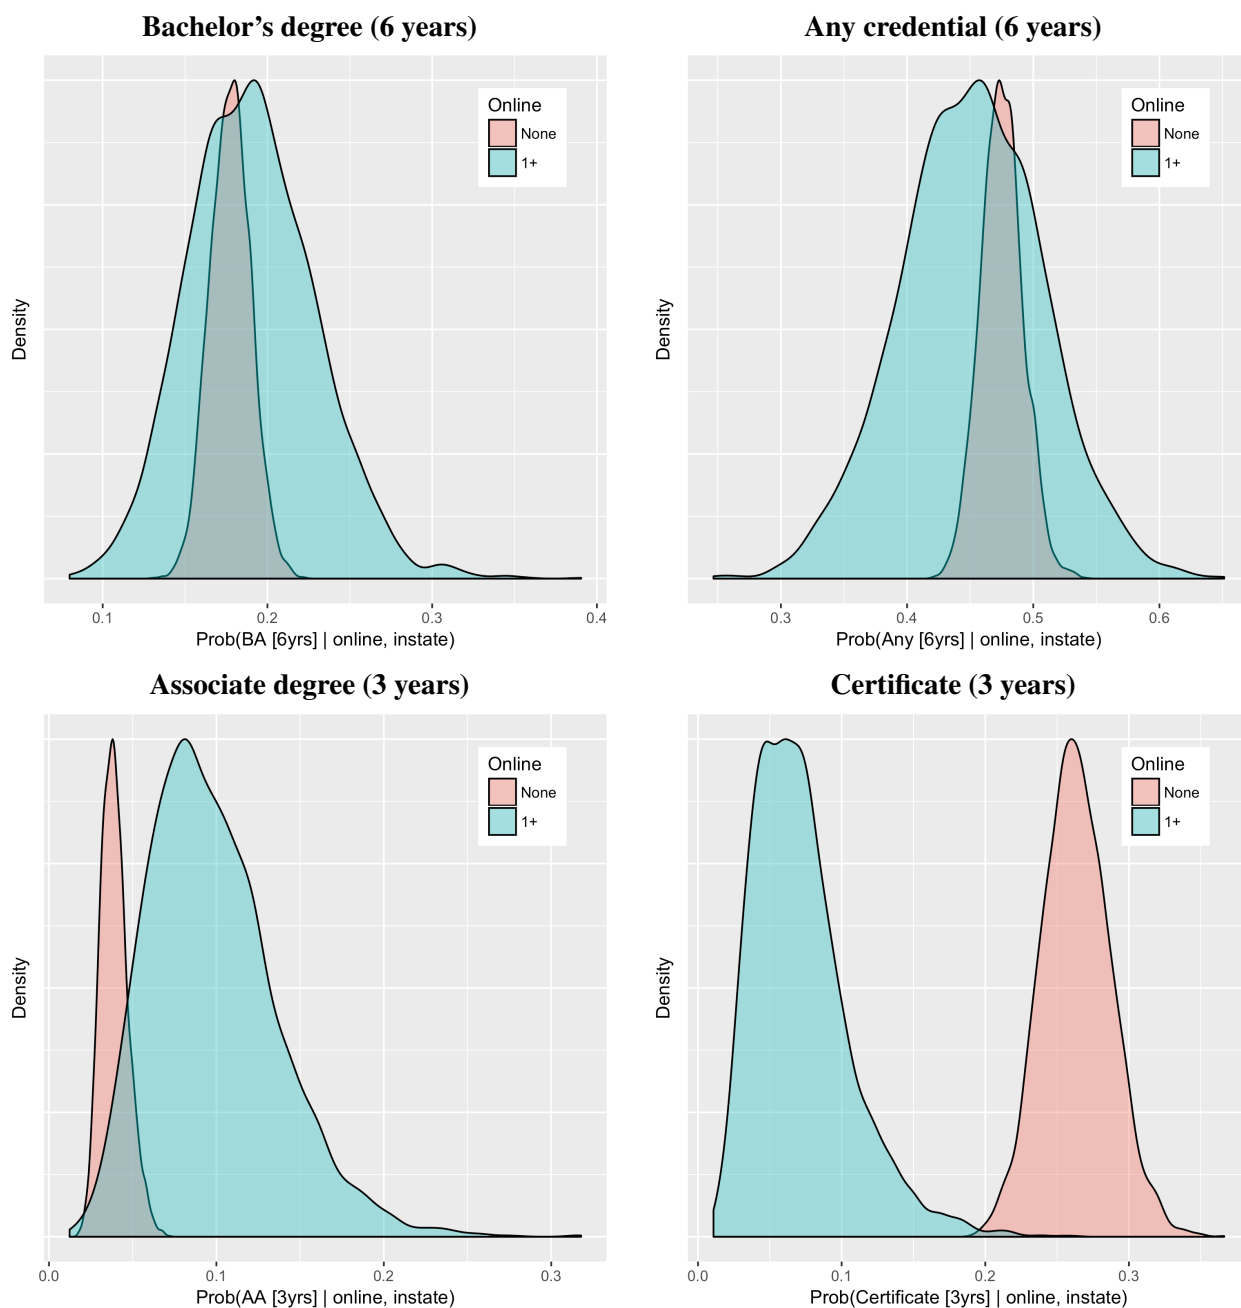 Bachelor’s degree (6 years)
Density
Online
None
1+
0.1 0.2 0.3 0.4
Prob(BA [6yrs] | online, instate)
Any credential (6 years)
Density
Online
None
1+
0.3 0.4 0.5 0.6
Prob(Any [6yrs] | online, instate)
Associate degree (3 years)
Density
Online
None
1+
0.0 0.1 0.2 0.3
Prob(AA [3yrs] | online, instate)
Certificate (3 years)
Density
Online
None
1+
0.0 0.1 0.2 0.3
Prob(Certificate [3yrs] | online, instate)